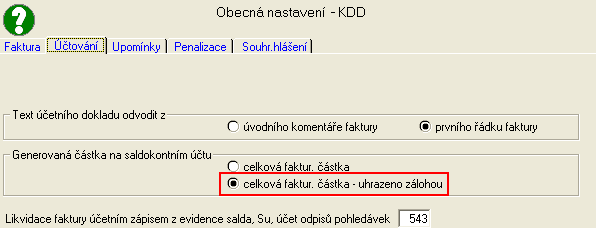 ?
Obecná nastavení - KDD
Faktura Účtování Upomínky Penalizace Souhr.hlášení
Text účetního dokladu odvodit z
úvodního komentáře faktury prvního řádku faktury
Generovaná částka na saldokontním účtu
celková faktur. částka
celková faktur. částka - uhrazeno zálohou
Likvidace faktury účetním zápisem z evidence salda, Su, účet odpisů pohledávek 543